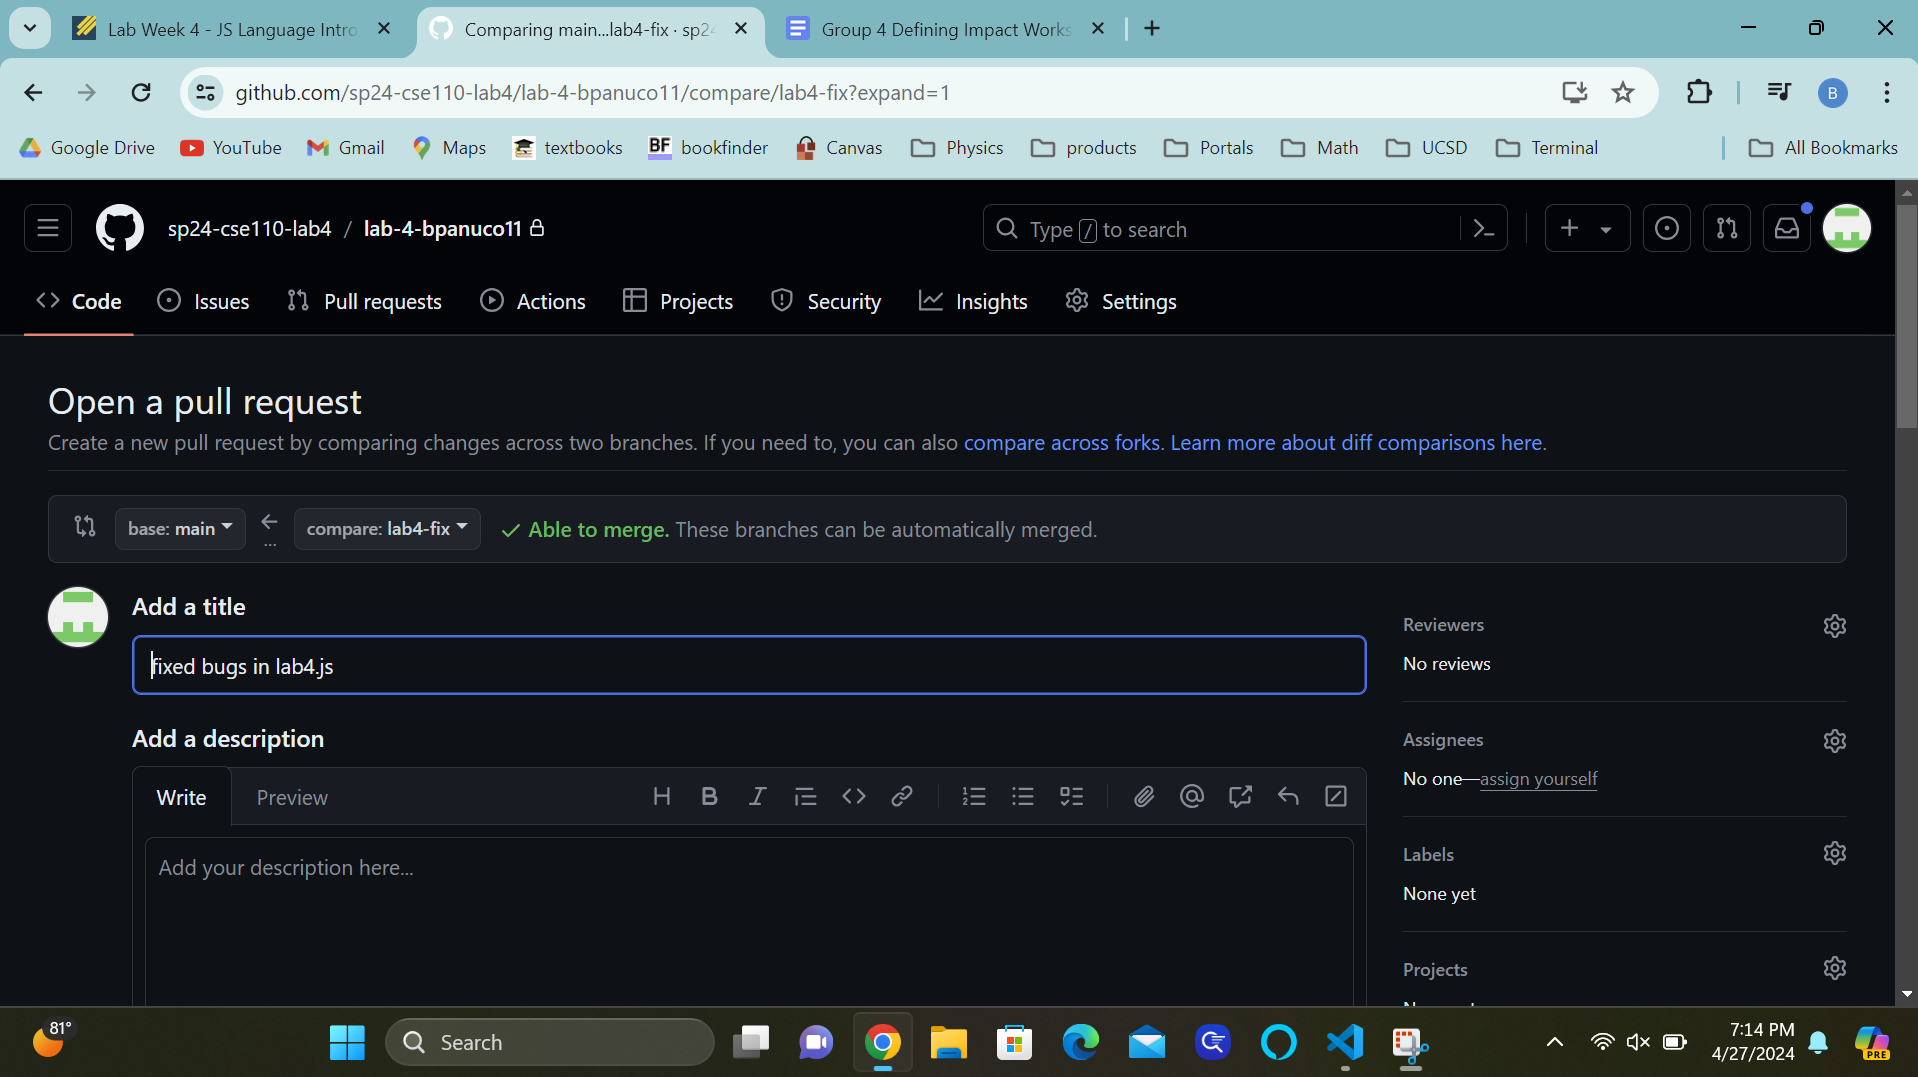 Lab Week 4 - JS Language Intro
Comparing main...lab4-fix · sp24
Group 4 Defining Impact Works
github.com/sp24-cse110-lab4/lab-4-bpanuco11/compare/lab4-fix?expand=1
B
Google Drive YouTube Gmail Maps textbooks BF bookfinder Canvas Physics products Portals Math UCSD Terminal All Bookmarks
sp24-cse110-lab4 / lab-4-bpanuco11
Type / to search
Code Issues Pull requests Actions Projects Security Insights Settings
Open a pull request
Create a new pull request by comparing changes across two branches. If you need to, you can also compare across forks. Learn more about diff comparisons here.
base: main ... compare: lab4-fix Able to merge. These branches can be automatically merged.
Add a title
fixed bugs in lab4.js
Add a description
Write Preview
Add your description here...
Reviewers
No reviews
Assignees
No one—assign yourself
Labels
None yet
Projects
81°
Search
7:14 PM
4/27/2024
PRE